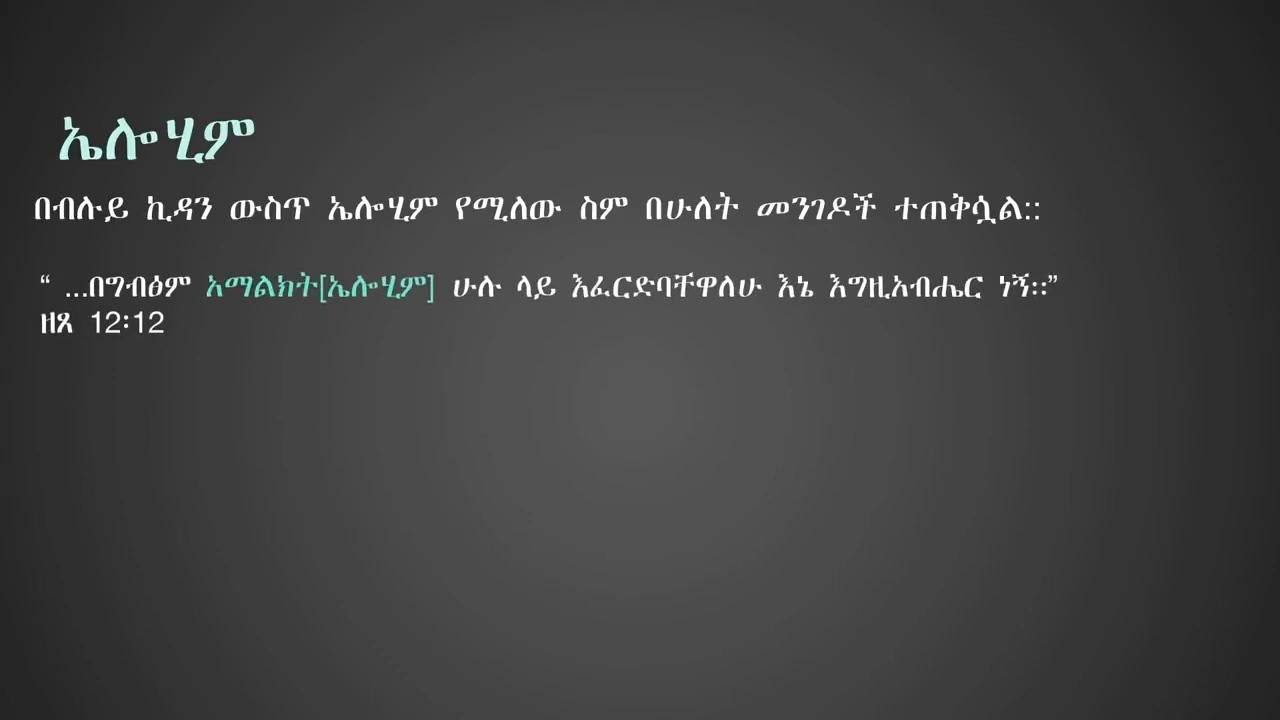 ኤሎሂም
በብሉይ ኪዳን ውስጥ ኤሎሂም የሚለው ስም በሁለት መንገዶች ተጠቅሷል::
“ ...በግብፅም አማልክት[ኤሎሂም] ሁሉ ላይ እፈርድባቸዋለሁ እኔ እግዚአብሔር ነኝ።”
ዘጸ 12፡12